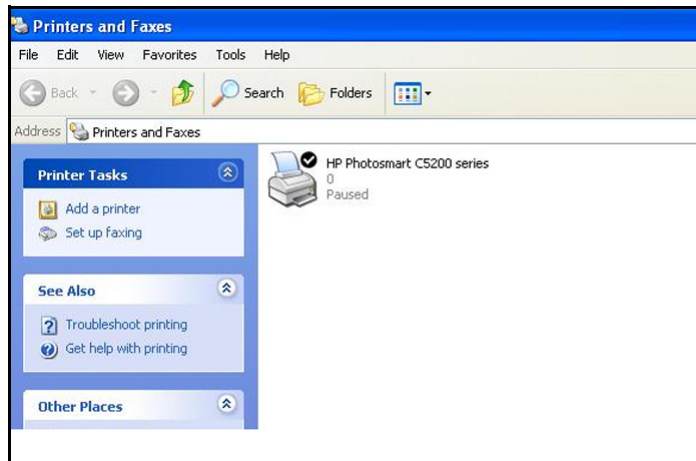 Printers and Faxes
File Edit View Favorites Tools Help
Back Search Folders
Address Printers and Faxes
Printer Tasks
Add a printer
Set up faxing
See Also
Troubleshoot printing
Get help with printing
Other Places
HP Photosmart C5200 series
0
Paused